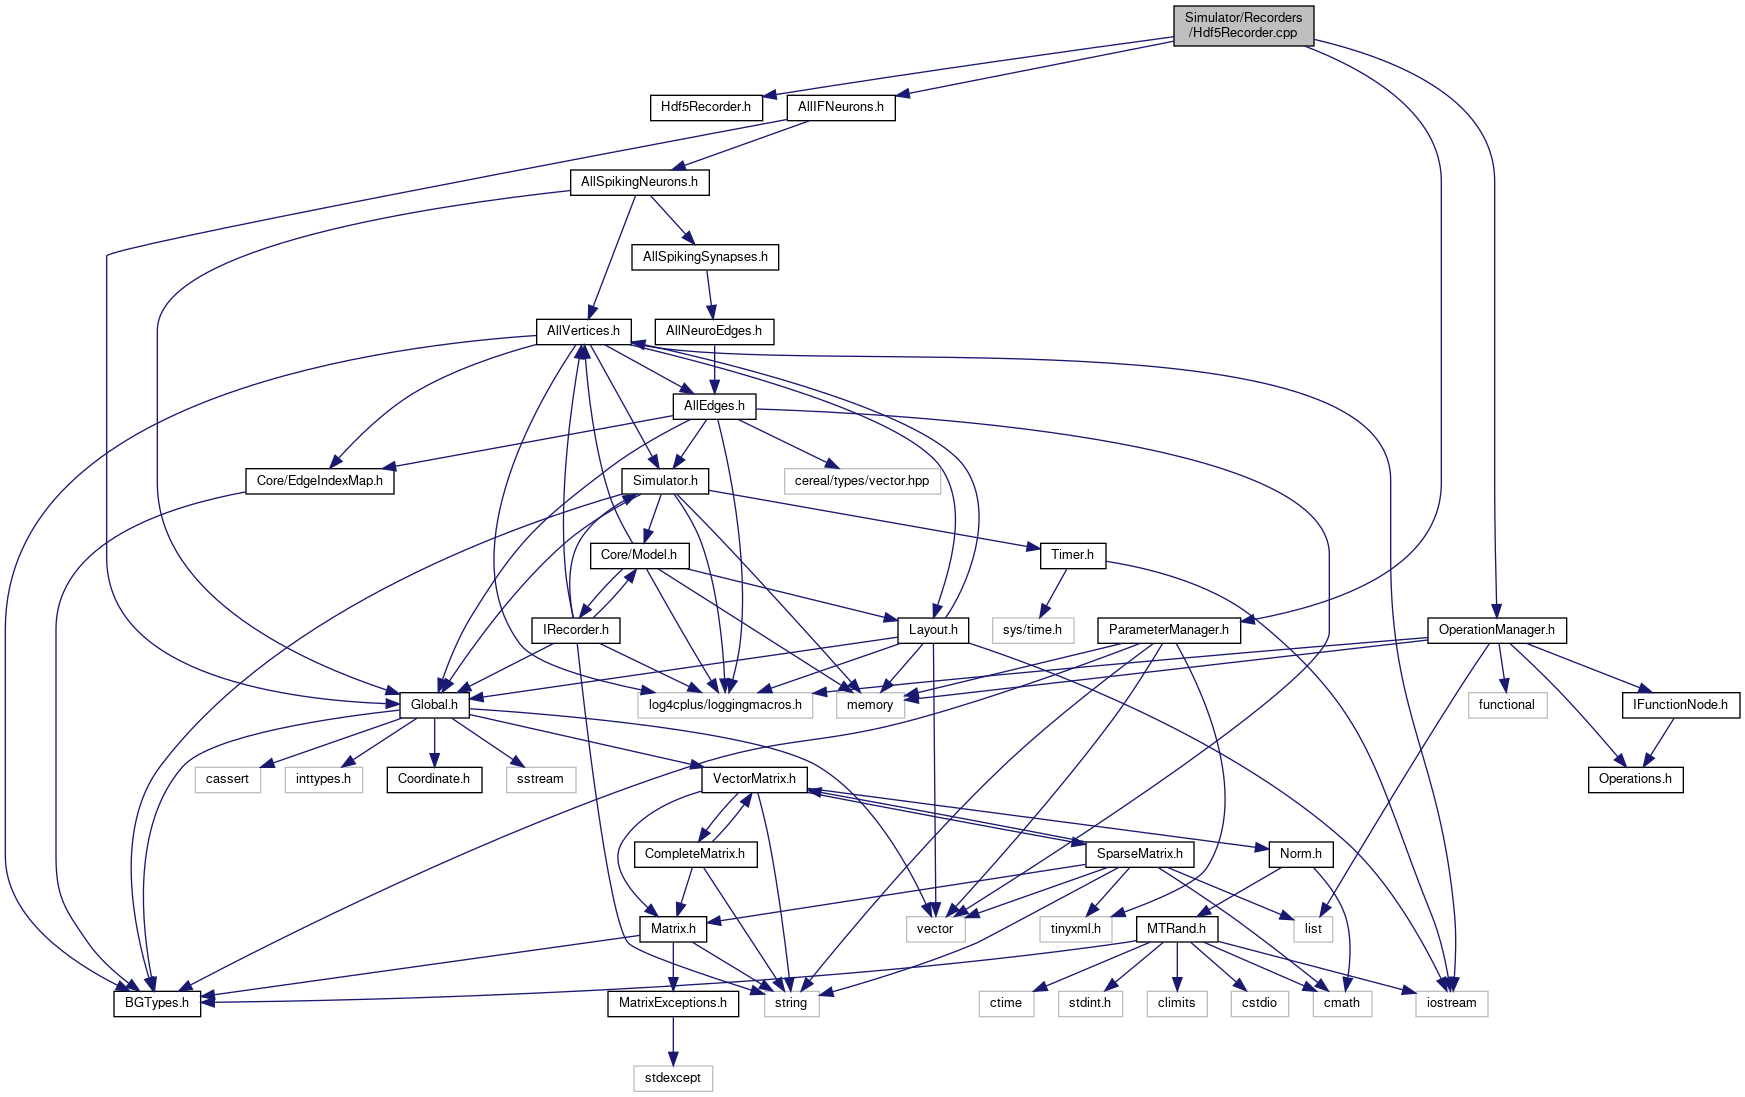 Simulator/Recorders
/Hdf5Recorder.cpp
Hdf5Recorder.h
AllIFNeurons.h
AllSpikingNeurons.h
AllSpikingSynapses.h
AllVertices.h
AllNeuroEdges.h
AllEdges.h
Core/EdgeIndexMap.h
Simulator.h
cereal/types/vector.hpp
Core/Model.h
Timer.h
IRecorder.h
Layout.h
sys/time.h
ParameterManager.h
OperationManager.h
Global.h
log4cplus/loggingmacros.h
memory
functional
IFunctionNode.h
cassert
inttypes.h
Coordinate.h
sstream
VectorMatrix.h
Operations.h
CompleteMatrix.h
SparseMatrix.h
Norm.h
Matrix.h
vector
tinyxml.h
MTRand.h
list
BGTypes.h
MatrixExceptions.h
string
ctime
stdint.h
climits
cstdio
cmath
iostream
stdexcept